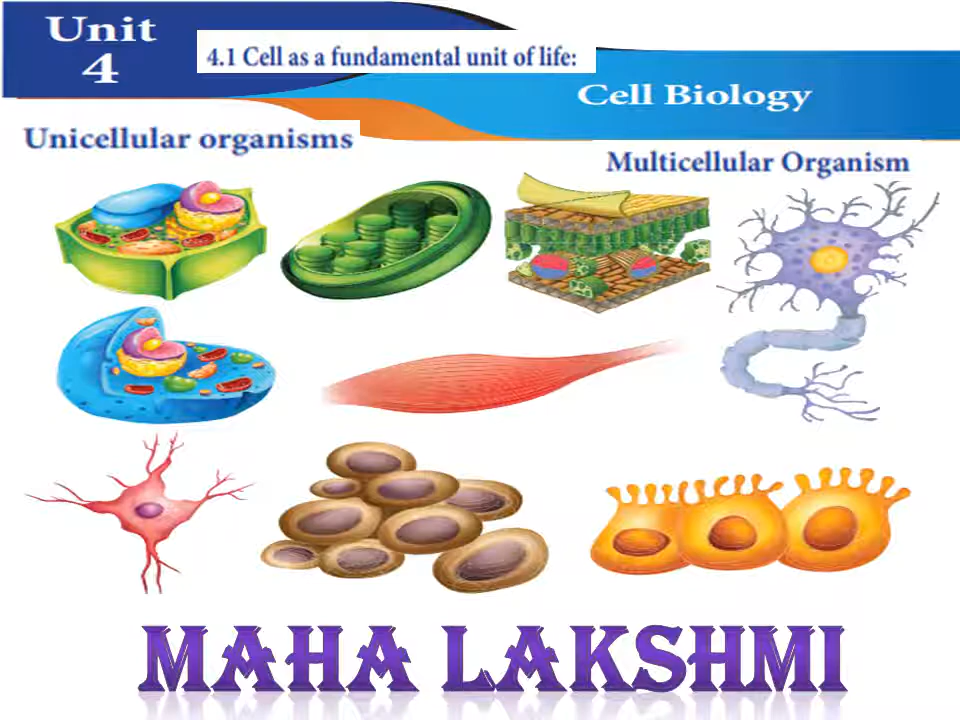 Unit
4
4.1 Cell as a fundamental unit of life:
Cell Biology
Unicellular organisms
Multicellular Organism
MAHA LAKSHMI